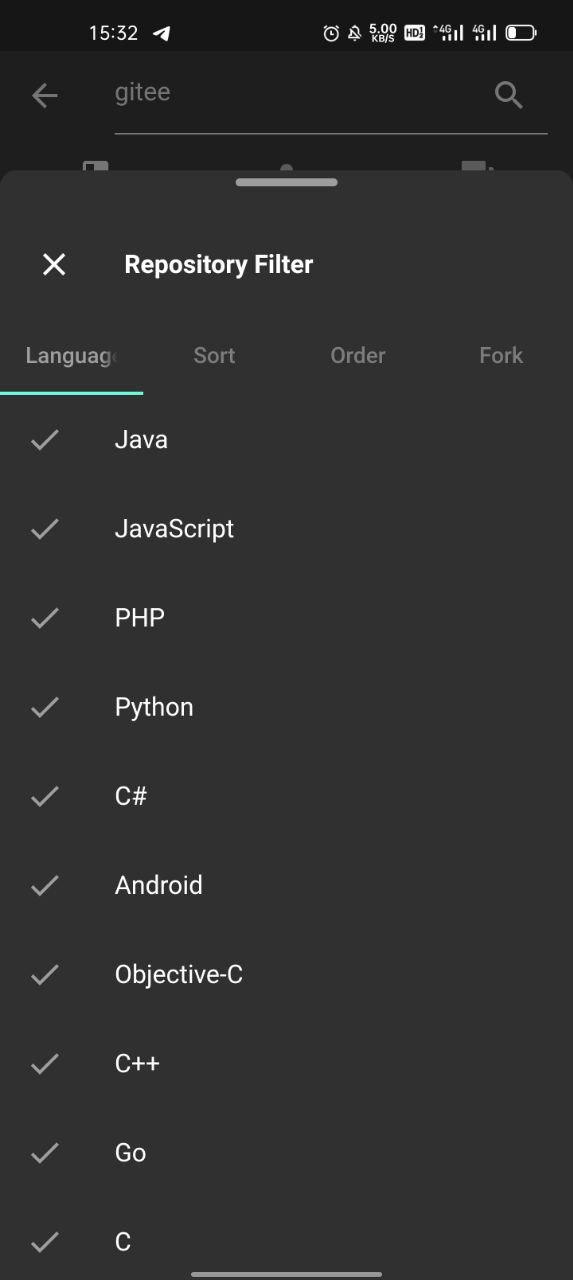 15:32 5.00 KB/S HD 4G 4G
gitee
Repository Filter
Language Sort Order Fork
Java
JavaScript
PHP
Python
C#
Android
Objective-C
C++
Go
C